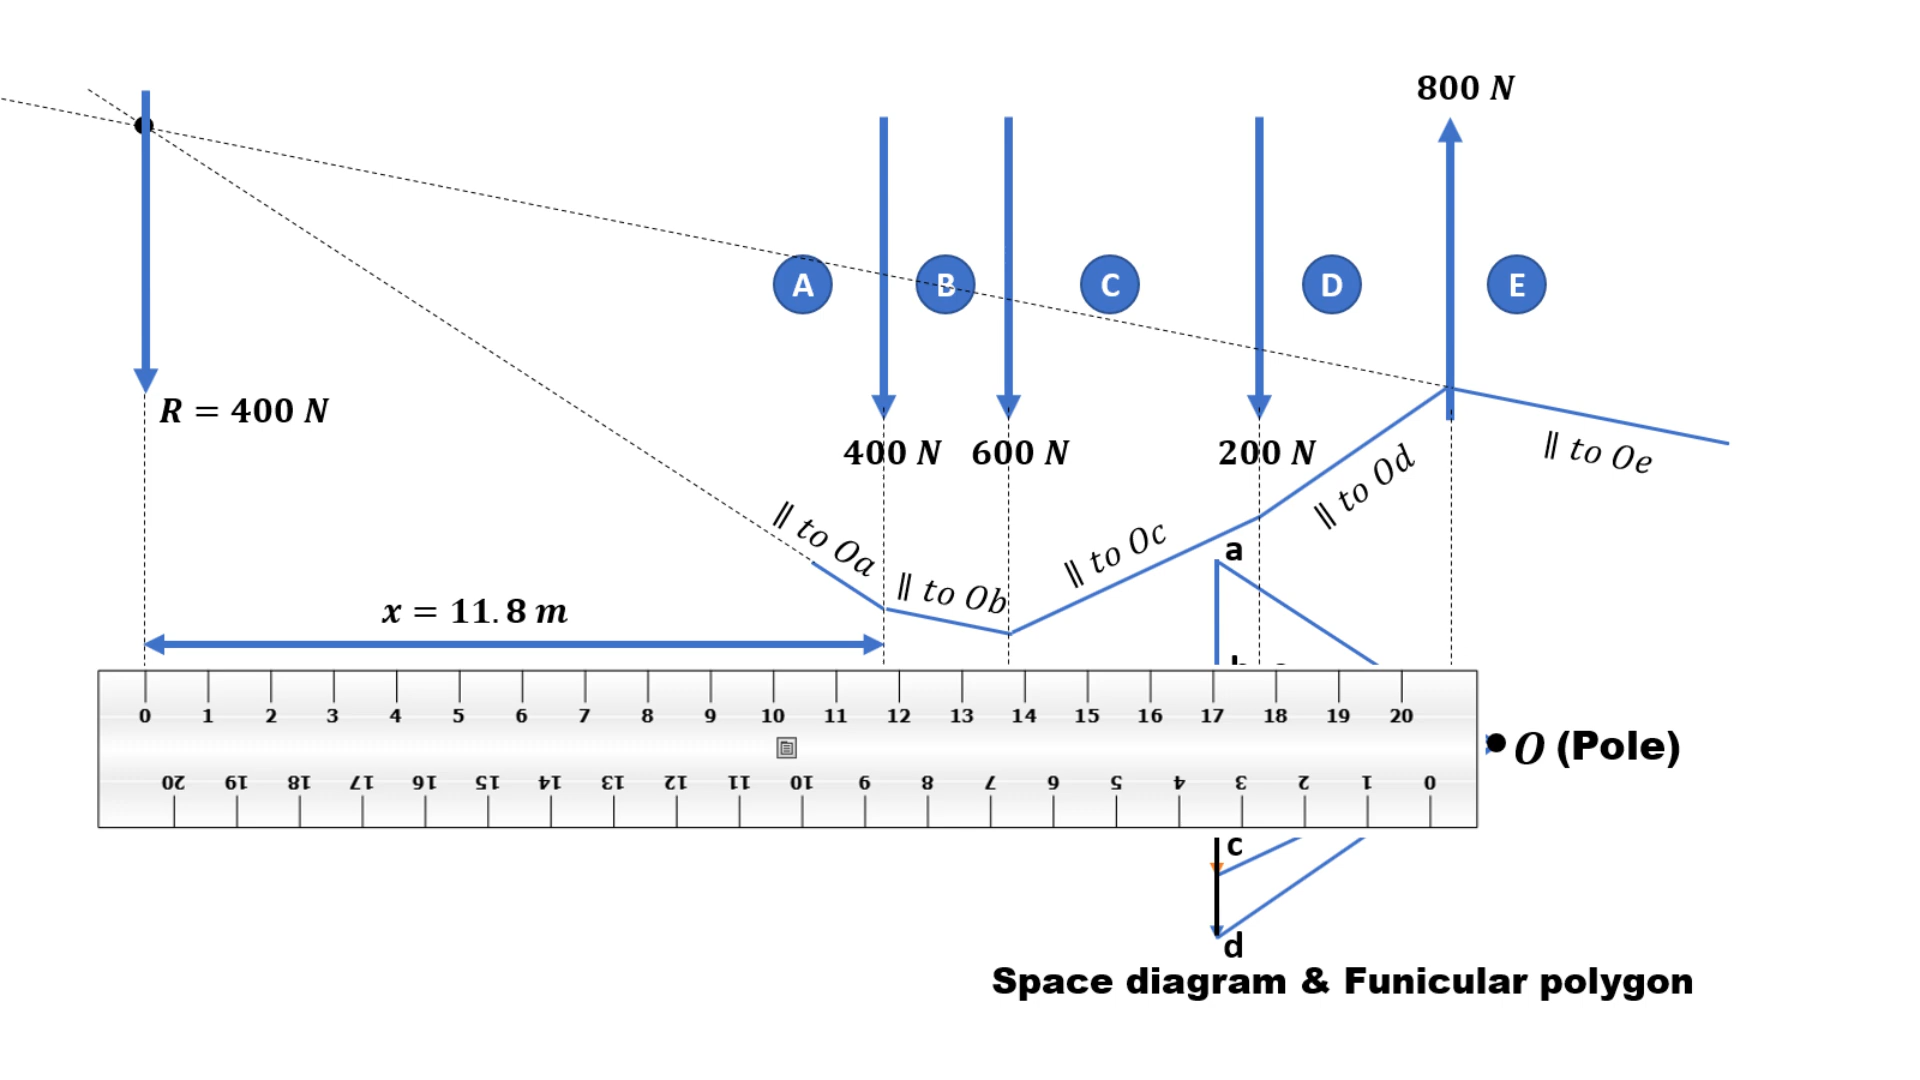 800 N
A B C D E
R = 400 N
400 N 600 N 200 N
∥ to Oa
∥ to Ob
∥ to Oc
∥ to Od
∥ to Oe
a
x = 11.8 m
0 1 2 3 4 5 6 7 8 9 10 11 12 13 14 15 16 17 18 19 20
O (Pole)
20 19 18 17 16 15 14 13 12 11 10 9 8 7 6 5 4 3 2 1 0
c
d
Space diagram & Funicular polygon